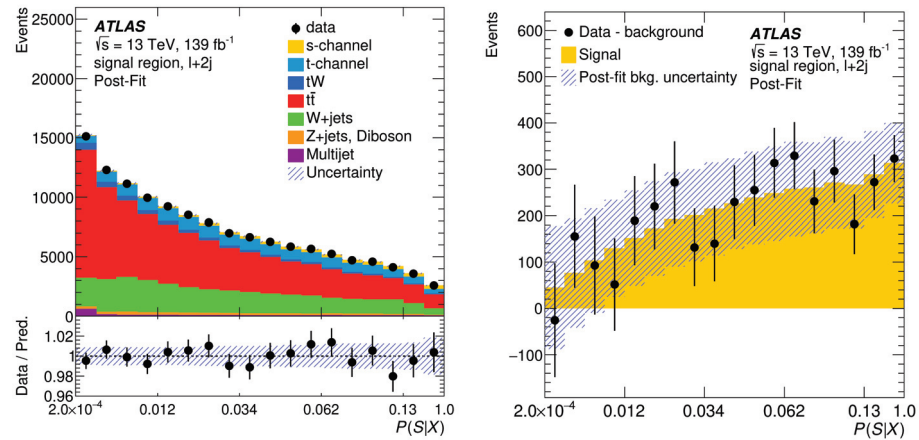 Events
25000
20000
15000
10000
5000
0
ATLAS
√s = 13 TeV, 139 fb⁻¹
signal region, l+2j
Post-Fit
data
s-channel
t-channel
tW
tt̄
W+jets
Z+jets, Diboson
Multijet
Uncertainty
Data / Pred.
1.02
1
0.98
0.96
2.0×10⁻⁴
0.012
0.034
0.062
0.13
1.0
P(S|X)
Events
600
500
400
300
200
100
0
−100
Data - background
Signal
Post-fit bkg. uncertainty
ATLAS
√s = 13 TeV, 139 fb⁻¹
signal region, l+2j
Post-Fit
2.0×10⁻⁴
0.012
0.034
0.062
0.13
1.0
P(S|X)